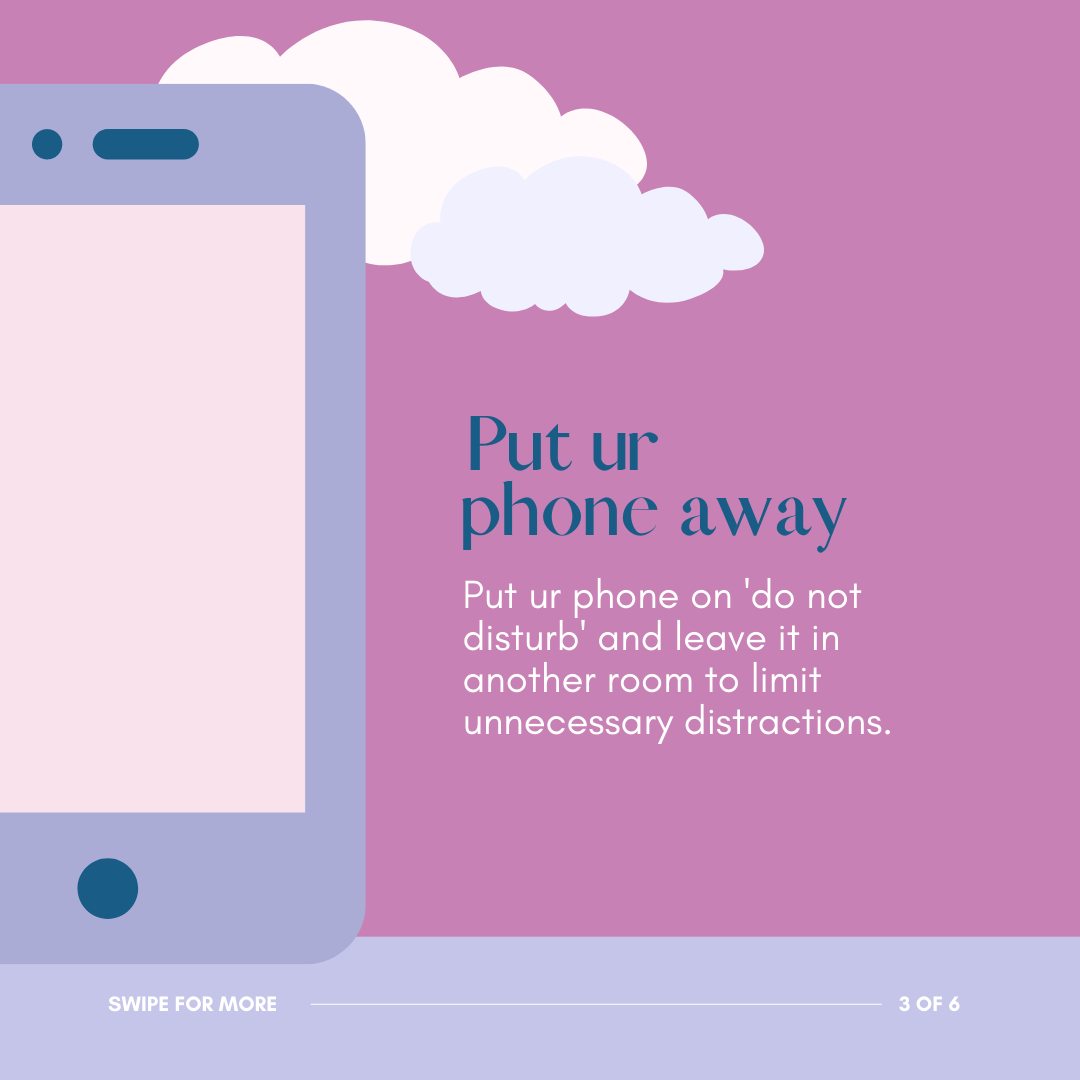 Put ur
phone away
Put ur phone on 'do not
disturb' and leave it in
another room to limit
unnecessary distractions.
SWIPE FOR MORE
3 OF 6